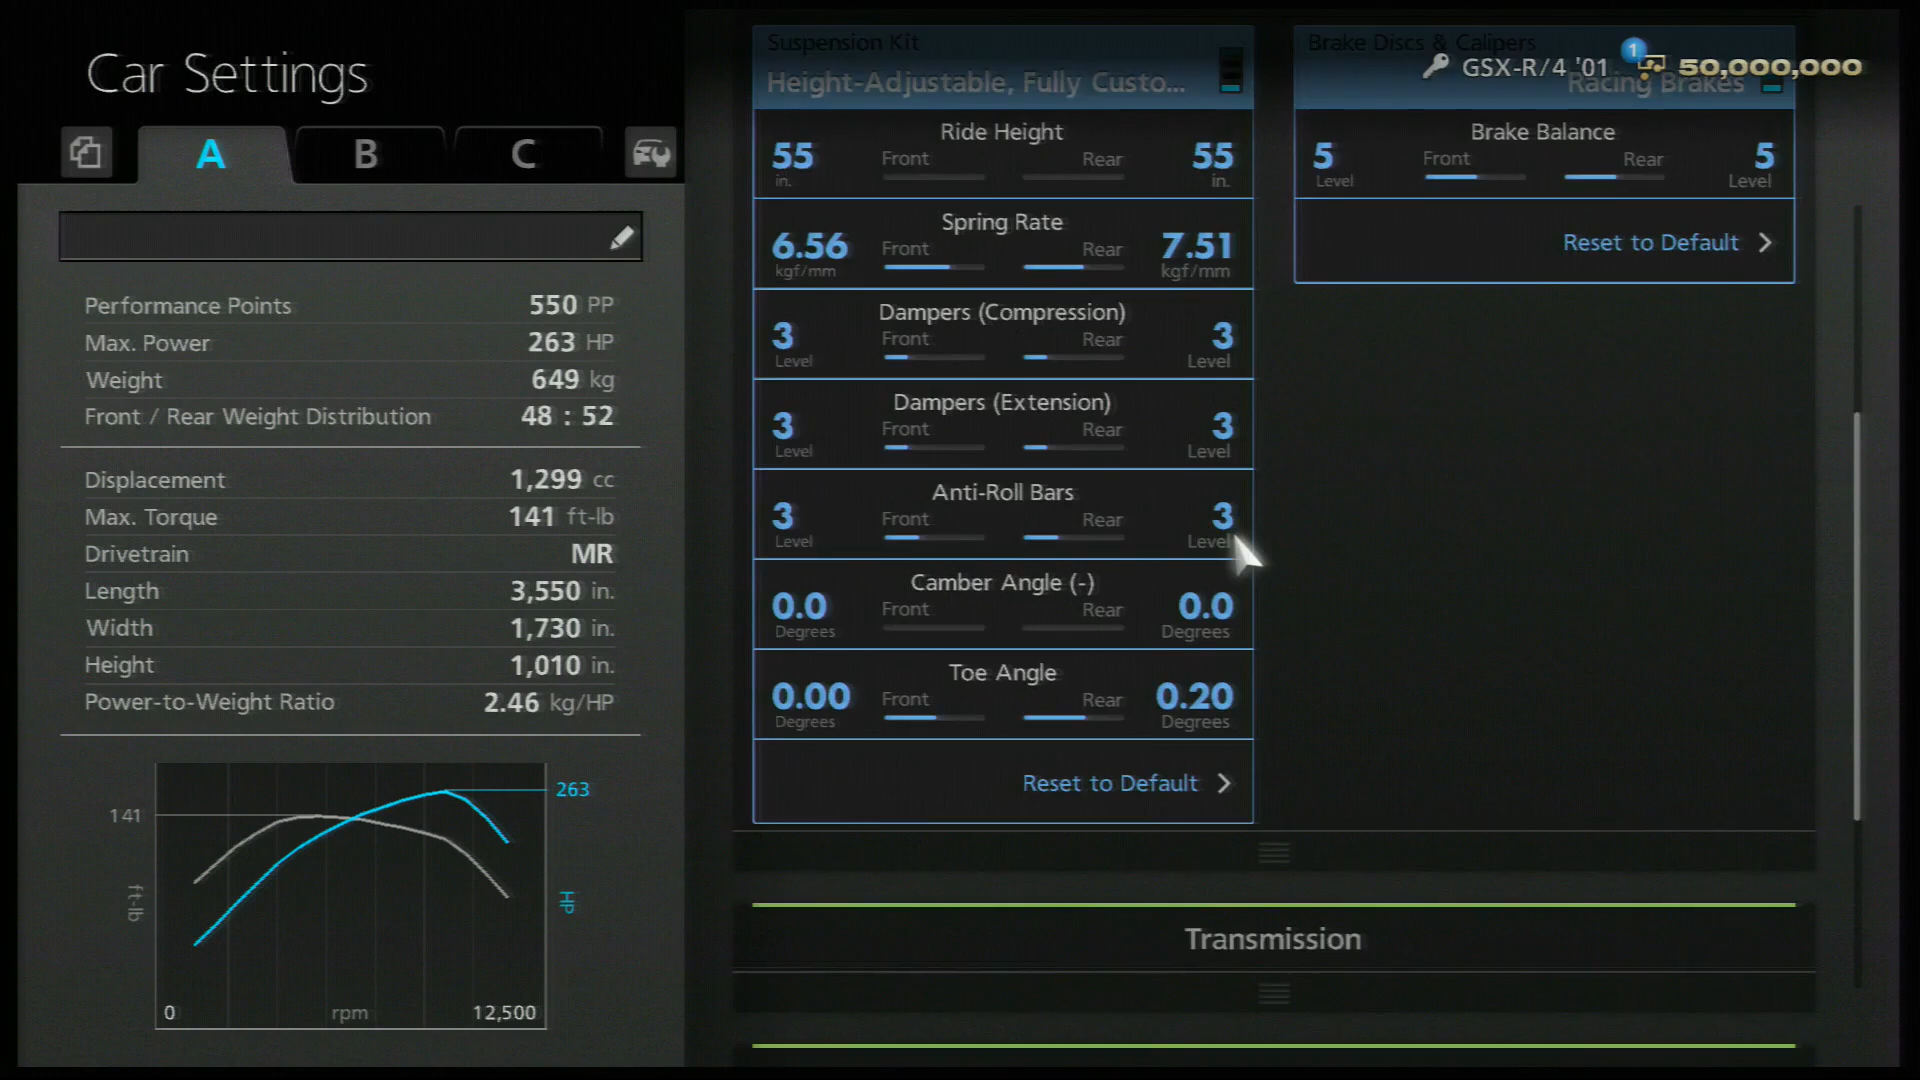 Car Settings
A
B
C
Performance Points 550 PP
Max. Power 263 HP
Weight 649 kg
Front / Rear Weight Distribution 48 : 52
Displacement 1,299 cc
Max. Torque 141 ft-lb
Drivetrain MR
Length 3,550 in.
Width 1,730 in.
Height 1,010 in.
Power-to-Weight Ratio 2.46 kg/HP
263
141
ft-lb
HP
0 rpm 12,500
Suspension Kit
Height-Adjustable, Fully Custo...
Ride Height
55 Front Rear 55
in. in.
Spring Rate
6.56 Front Rear 7.51
kgf/mm kgf/mm
Dampers (Compression)
3 Front Rear 3
Level Level
Dampers (Extension)
3 Front Rear 3
Level Level
Anti-Roll Bars
3 Front Rear 3
Level Level
Camber Angle (-)
0.0 Front Rear 0.0
Degrees Degrees
Toe Angle
0.00 Front Rear 0.20
Degrees Degrees
Reset to Default
Brake Discs & Calipers
1
GSX-R/4 '01 50,000,000
Racing Brakes
Brake Balance
5 Front Rear 5
Level Level
Reset to Default
Transmission